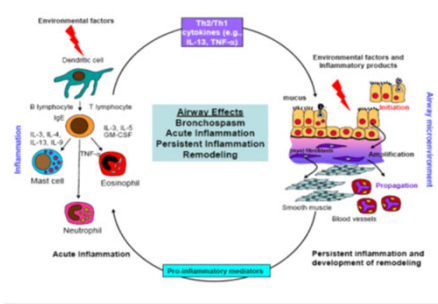 Environmental factors
Dendritic cell
B lymphocyte
T lymphocyte
IgE
IL-3, IL-4,
IL-13, IL-9
IL-3, IL-5
GM-CSF
TNF-α
Mast cell
Eosinophil
Neutrophil
Inflammation
Acute Inflammation
Th2/Th1
cytokines (e.g.,
IL-13, TNF-α)
Airway Effects
Bronchospasm
Acute Inflammation
Persistent Inflammation
Remodeling
Pro-inflammatory mediators
Environmental factors and
Inflammatory products
mucus
Initiation
Amplification
Propagation
Smooth muscle
Blood vessels
Airway microenvironment
Persistent inflammation and
development of remodeling